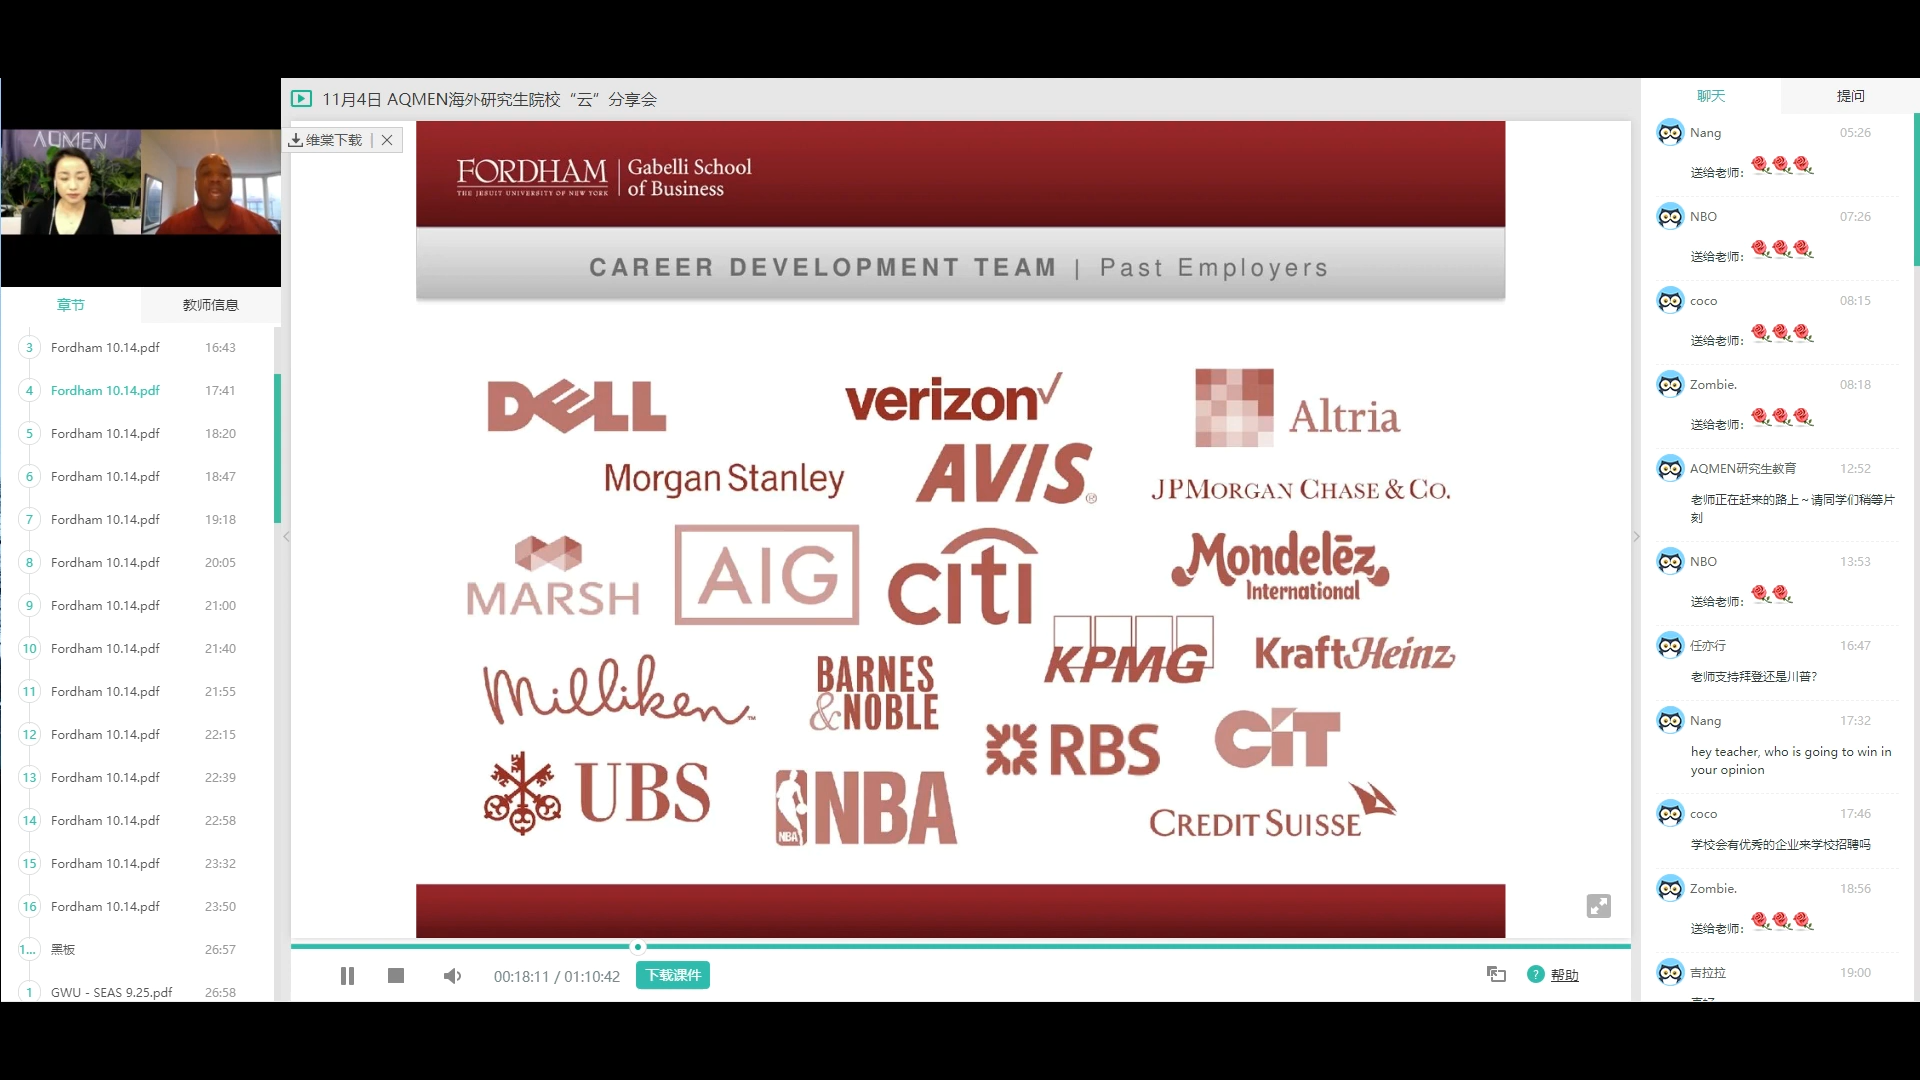 11月4日 AQMEN海外研究生院校“云”分享会
维棠下载
AQMEN
章节
教师信息
3 Fordham 10.14.pdf 16:43
4 Fordham 10.14.pdf 17:41
5 Fordham 10.14.pdf 18:20
6 Fordham 10.14.pdf 18:47
7 Fordham 10.14.pdf 19:18
8 Fordham 10.14.pdf 20:05
9 Fordham 10.14.pdf 21:00
10 Fordham 10.14.pdf 21:40
11 Fordham 10.14.pdf 21:55
12 Fordham 10.14.pdf 22:15
13 Fordham 10.14.pdf 22:39
14 Fordham 10.14.pdf 22:58
15 Fordham 10.14.pdf 23:32
16 Fordham 10.14.pdf 23:50
1... 黑板 26:57
1 GWU - SEAS 9.25.pdf 26:58
FORDHAM
THE JESUIT UNIVERSITY OF NEW YORK
Gabelli School
of Business
CAREER DEVELOPMENT TEAM | Past Employers
DELL
verizon
Altria
Morgan Stanley
AVIS®
JPMORGAN CHASE & CO.
MARSH
AIG
citi
Mondelēz
International
KPMG
KraftHeinz
Milliken™
BARNES
&NOBLE
RBS
CIT
UBS
NBA
NBA
CREDIT SUISSE
00:18:11 / 01:10:42
下载课件
? 帮助
聊天
提问
Nang 05:26
送给老师：
NBO 07:26
送给老师：
coco 08:15
送给老师：
Zombie. 08:18
送给老师：
AQMEN研究生教育 12:52
老师正在赶来的路上～请同学们稍等片
刻
NBO 13:53
送给老师：
任亦行 16:47
老师支持拜登还是川普？
Nang 17:32
hey teacher, who is going to win in
your opinion
coco 17:46
学校会有优秀的企业来学校招聘吗
Zombie. 18:56
送给老师：
吉拉拉 19:00